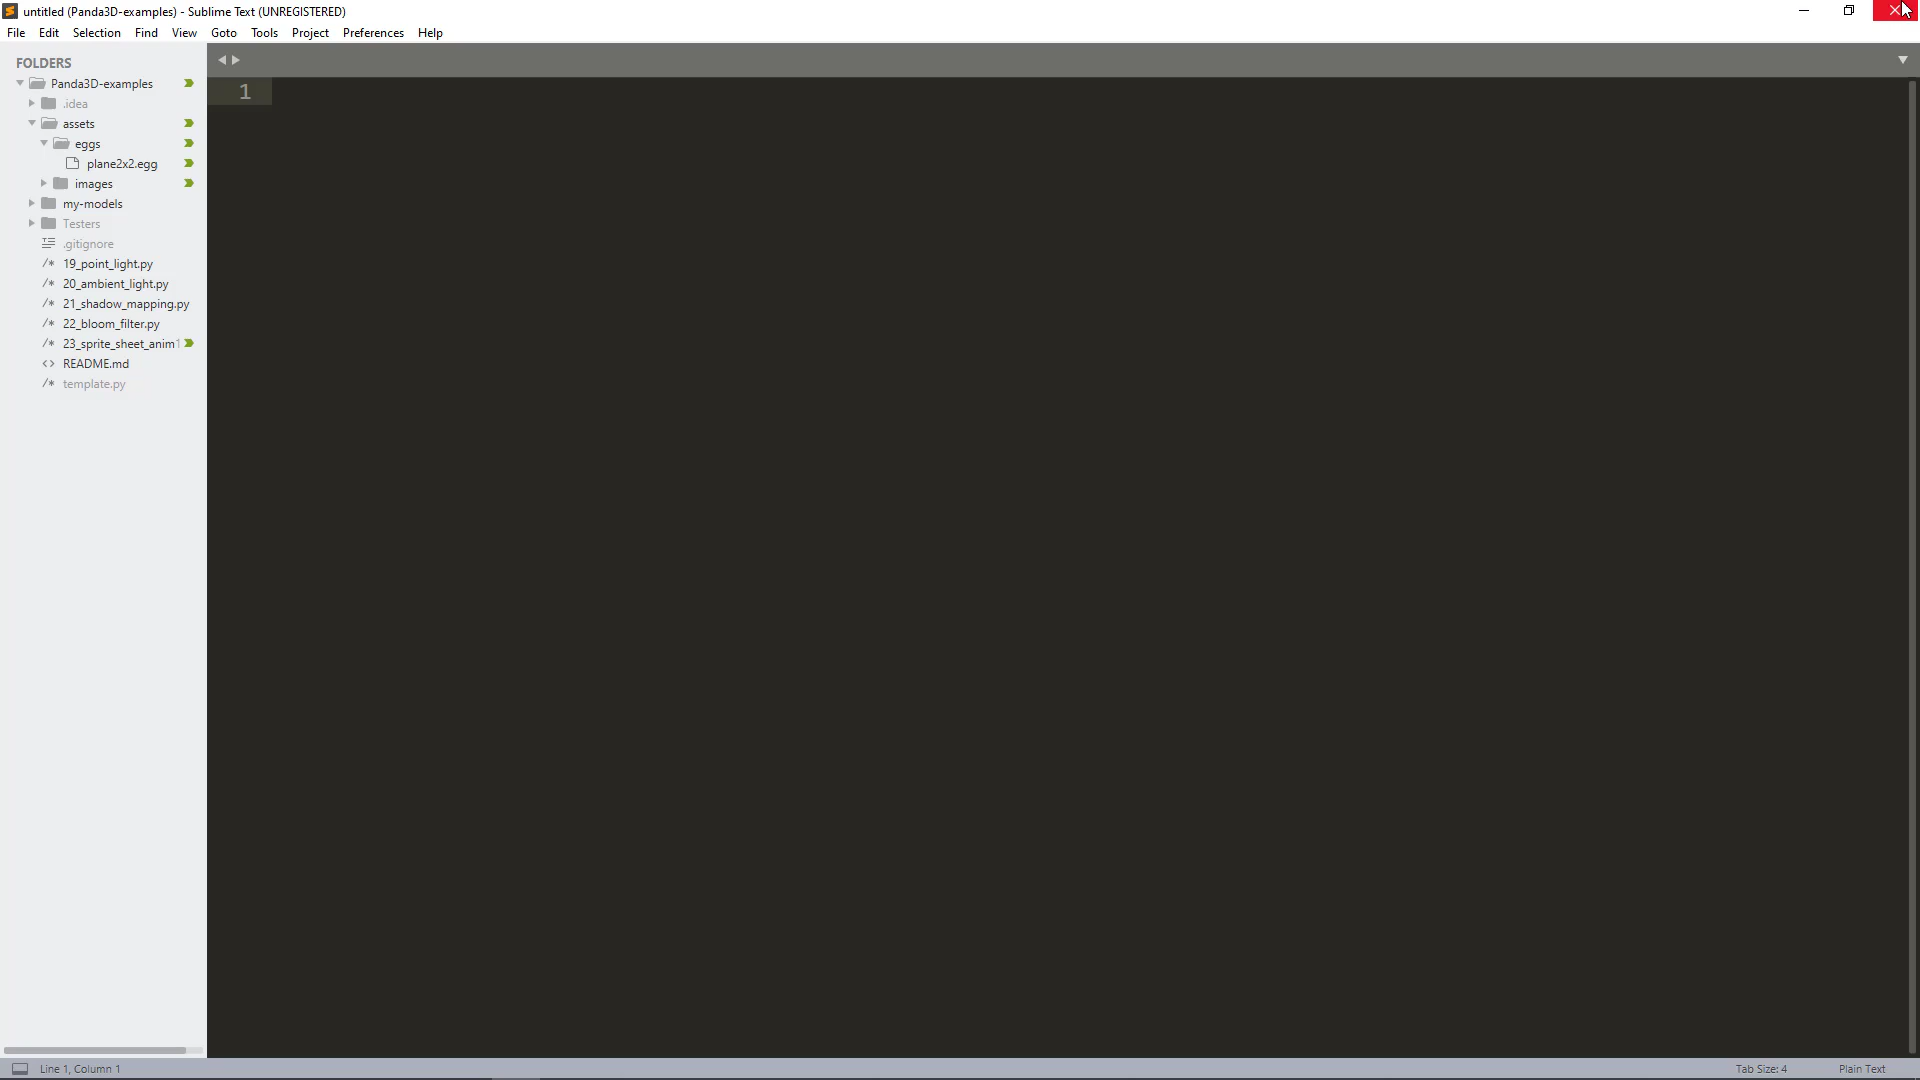 untitled (Panda3D-examples) - Sublime Text (UNREGISTERED)
File Edit Selection Find View Goto Tools Project Preferences Help
FOLDERS
Panda3D-examples
.idea
assets
eggs
plane2x2.egg
images
my-models
Testers
.gitignore
19_point_light.py
20_ambient_light.py
21_shadow_mapping.py
22_bloom_filter.py
23_sprite_sheet_anim1
README.md
template.py
1
Line 1, Column 1
Tab Size: 4
Plain Text